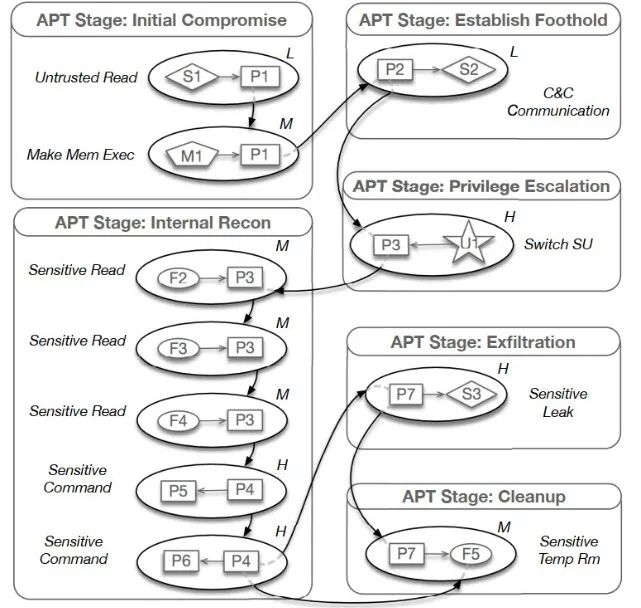 APT Stage: Initial Compromise
L
Untrusted Read
S1
P1
M
Make Mem Exec
M1
P1
APT Stage: Establish Foothold
L
P2
S2
C&C
Communication
APT Stage: Privilege Escalation
H
P3
U1
Switch SU
APT Stage: Internal Recon
M
Sensitive Read
F2
P3
M
Sensitive Read
F3
P3
M
Sensitive Read
F4
P3
H
Sensitive
Command
P5
P4
H
Sensitive
Command
P6
P4
APT Stage: Exfiltration
H
P7
S3
Sensitive
Leak
APT Stage: Cleanup
M
P7
F5
Sensitive
Temp Rm